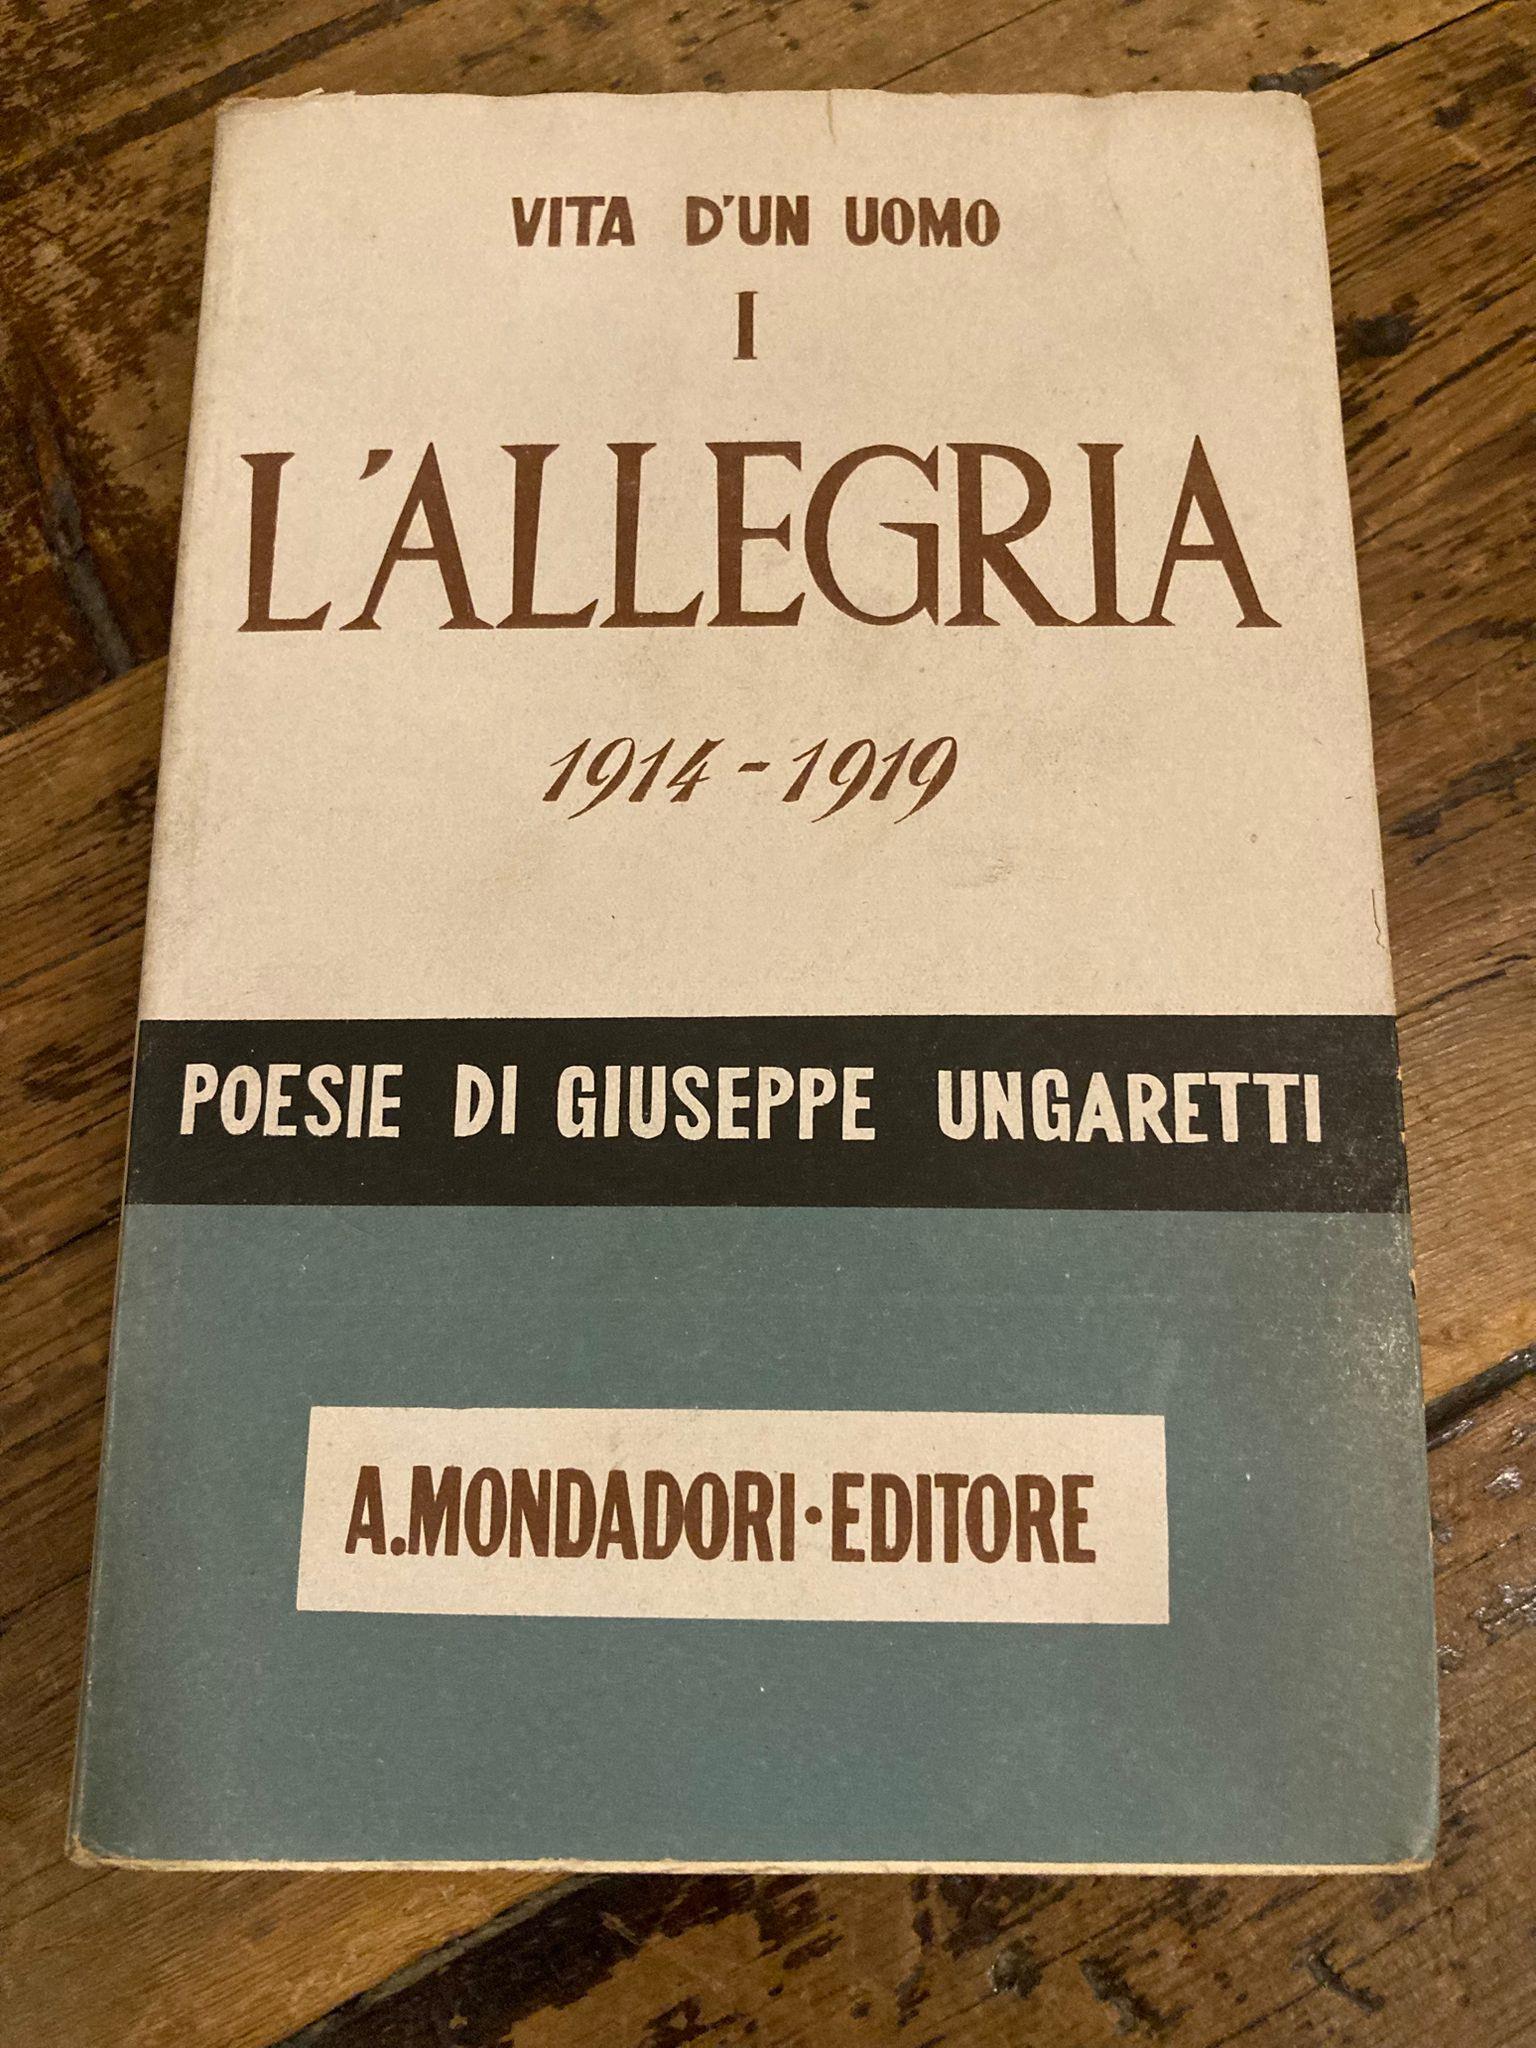 VITA D'UN UOMO
I
L'ALLEGRIA
1914-1919
POESIE DI GIUSEPPE UNGARETTI
A.MONDADORI·EDITORE